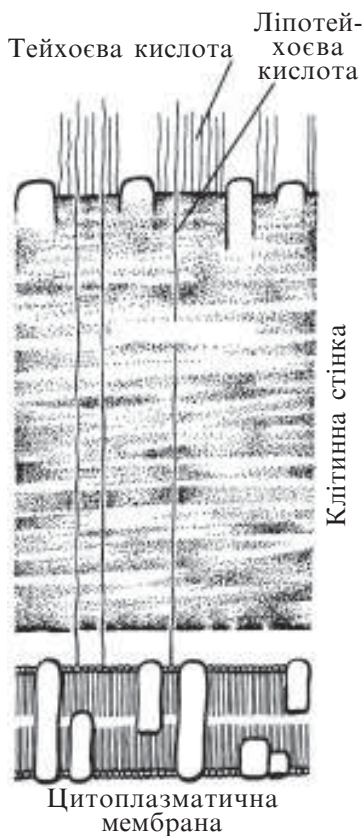 Тейхоєва кислота
Ліпотей-
хоєва
кислота
Клітинна стінка
Цитоплазматична
мембрана